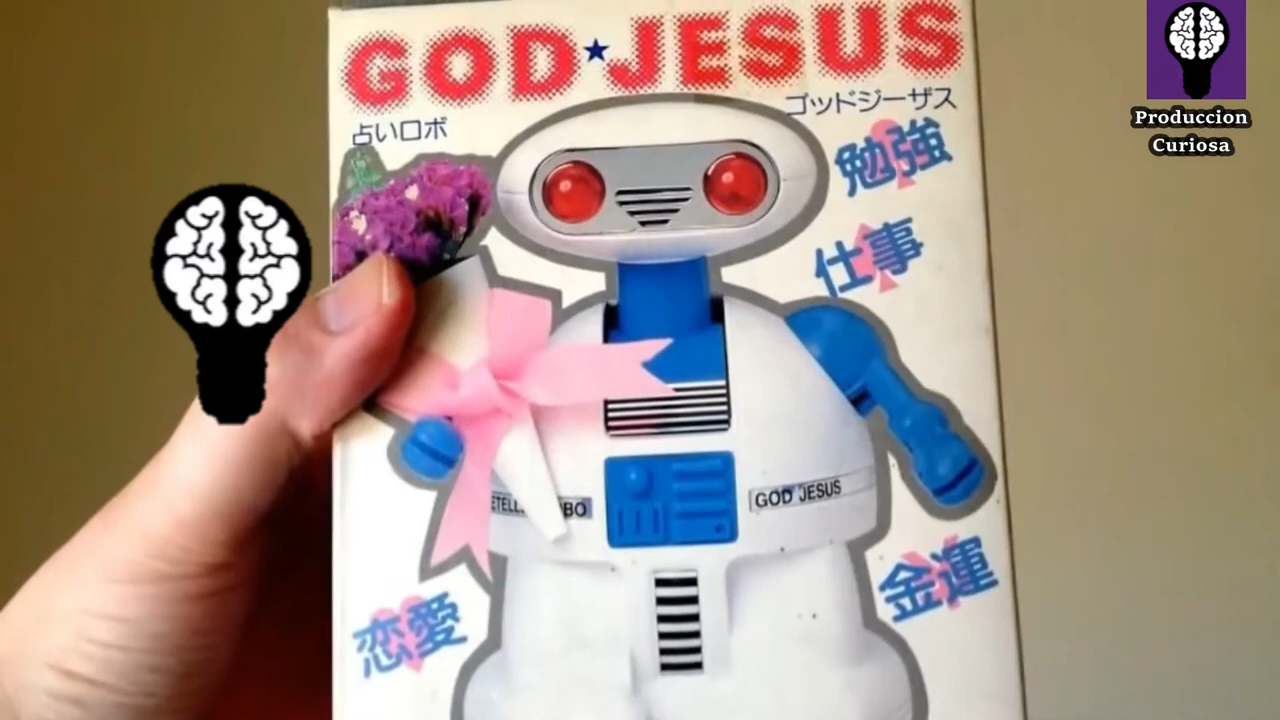 GOD★JESUS
占いロボ
ゴッドジーザス
勉強
仕事
GOD JESUS
恋愛
金運
Produccion
Curiosa